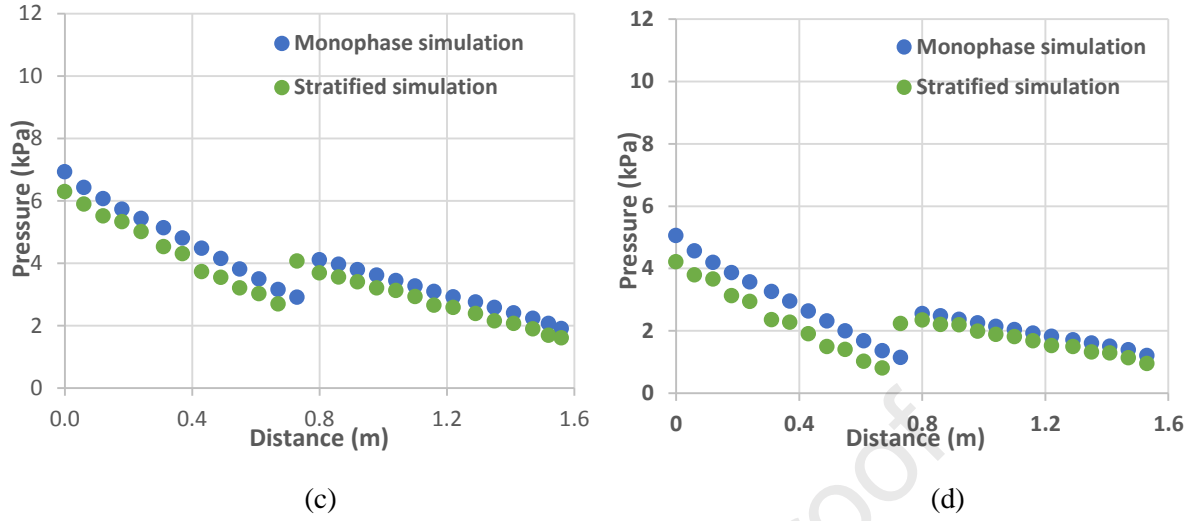 12
10
8
6
4
2
0
Pressure (kPa)
Monophase simulation
Stratified simulation
0.0 0.4 0.8 1.2 1.6
Distance (m)
(c)
12
10
8
6
4
2
0
Pressure (kPa)
Monophase simulation
Stratified simulation
0 0.4 0.8 1.2 1.6
Distance (m)
(d)
roof